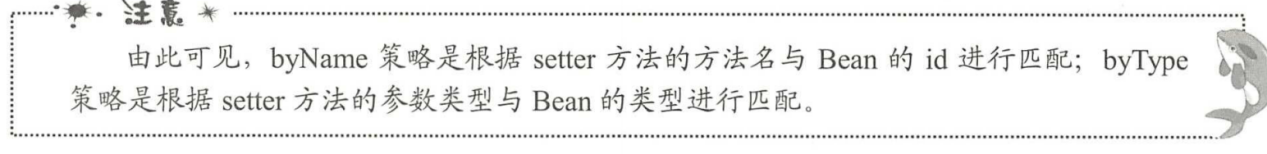 注意
由此可见，byName 策略是根据 setter 方法的方法名与 Bean 的 id 进行匹配；byType
策略是根据 setter 方法的参数类型与 Bean 的类型进行匹配。